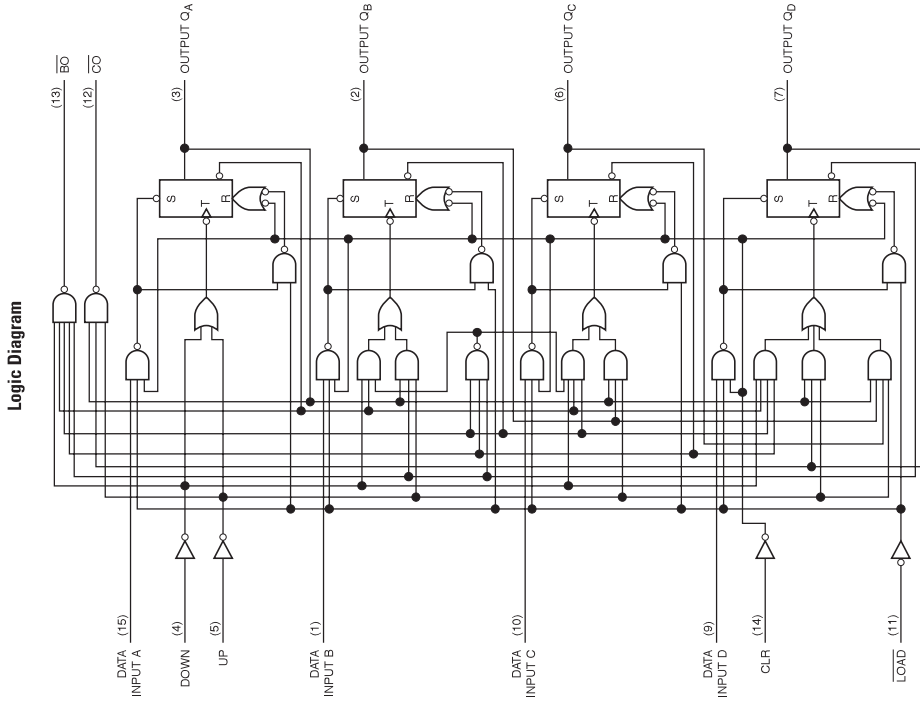 Logic Diagram
(13) BO
(12) CO
(3) OUTPUT QA
(2) OUTPUT QB
(6) OUTPUT QC
(7) OUTPUT QD
S
T
R
S
T
R
S
T
R
S
T
R
DATA
INPUT A
(15)
DOWN
(4)
UP
(5)
DATA
INPUT B
(1)
DATA
INPUT C
(10)
DATA
INPUT D
(9)
CLR
(14)
LOAD
(11)